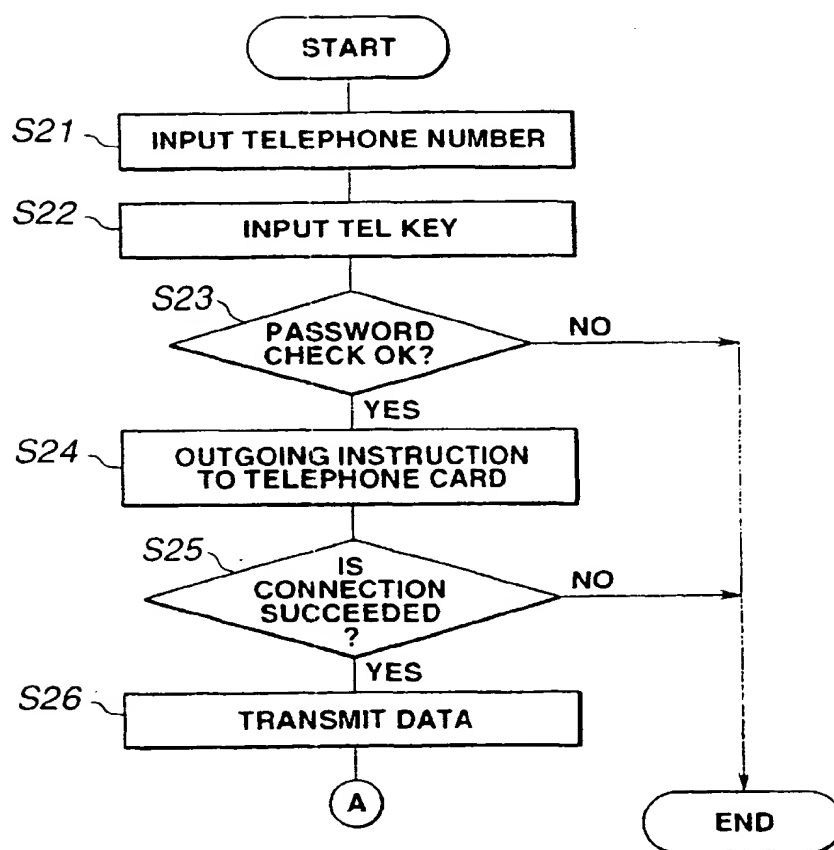 START
S21
INPUT TELEPHONE NUMBER
S22
INPUT TEL KEY
S23
PASSWORD
CHECK OK?
NO
YES
S24
OUTGOING INSTRUCTION
TO TELEPHONE CARD
S25
IS
CONNECTION
SUCCEEDED
?
NO
YES
S26
TRANSMIT DATA
A
END